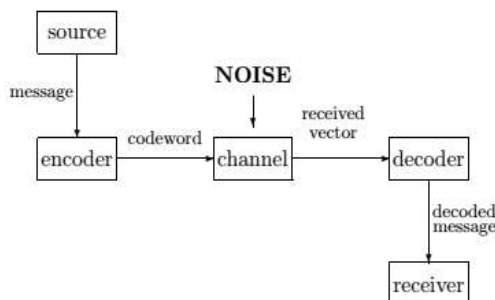 source
message
NOISE
encoder
codeword
channel
received
vector
decoder
decoded
message
receiver